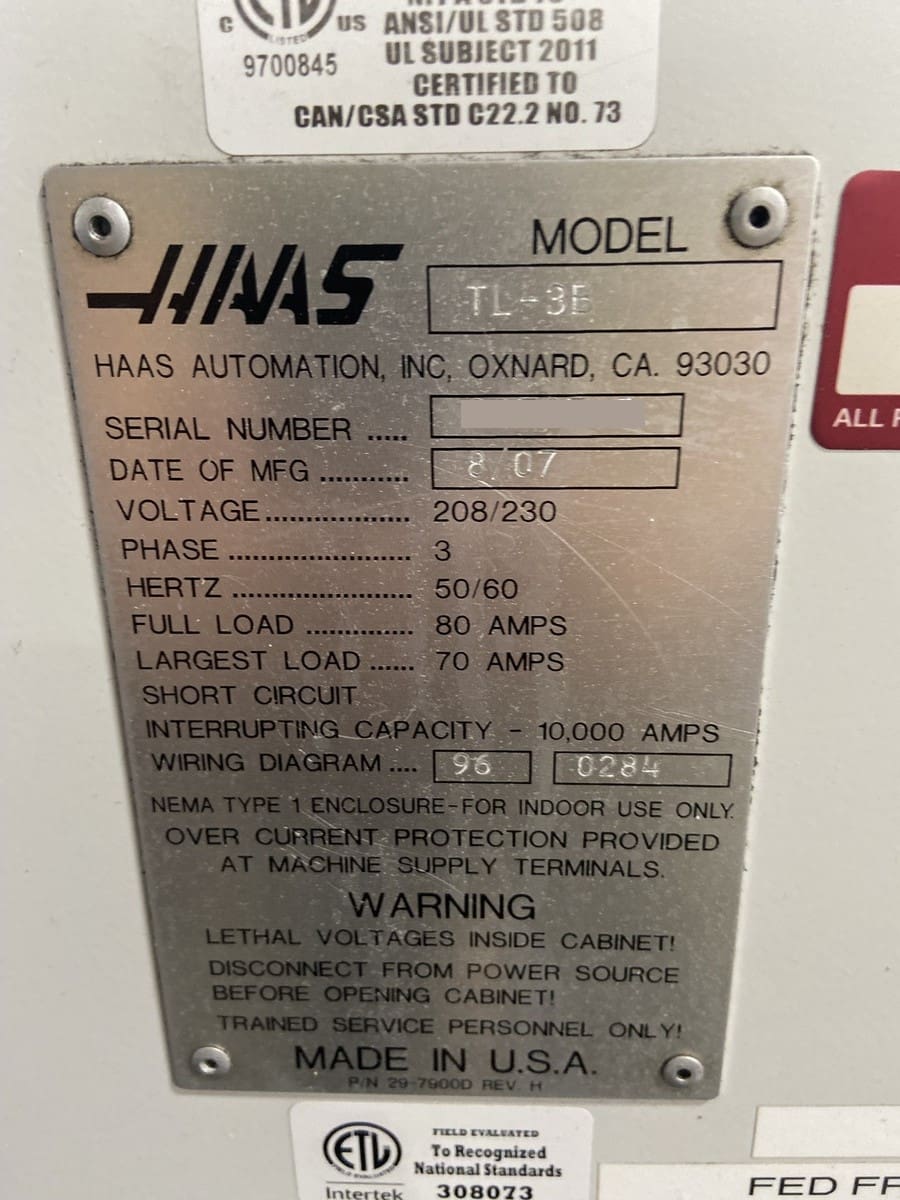 C ETL US
LISTED
9700845
ANSI/UL STD 508
UL SUBJECT 2011
CERTIFIED TO
CAN/CSA STD C22.2 NO. 73
HAAS
MODEL
TL-3B
HAAS AUTOMATION, INC, OXNARD, CA. 93030
SERIAL NUMBER .....
DATE OF MFG ........... 8/07
VOLTAGE.................. 208/230
PHASE ....................... 3
HERTZ ....................... 50/60
FULL LOAD .............. 80 AMPS
LARGEST LOAD ...... 70 AMPS
SHORT CIRCUIT
INTERRUPTING CAPACITY - 10,000 AMPS
WIRING DIAGRAM .... 96 0284
NEMA TYPE 1 ENCLOSURE-FOR INDOOR USE ONLY.
OVER CURRENT PROTECTION PROVIDED
AT MACHINE SUPPLY TERMINALS.
WARNING
LETHAL VOLTAGES INSIDE CABINET!
DISCONNECT FROM POWER SOURCE
BEFORE OPENING CABINET!
TRAINED SERVICE PERSONNEL ONLY!
MADE IN U.S.A.
P/N 29-7900D REV. H
ALL
ETL
Intertek
FIELD EVALUATED
To Recognized
National Standards
308073
FED